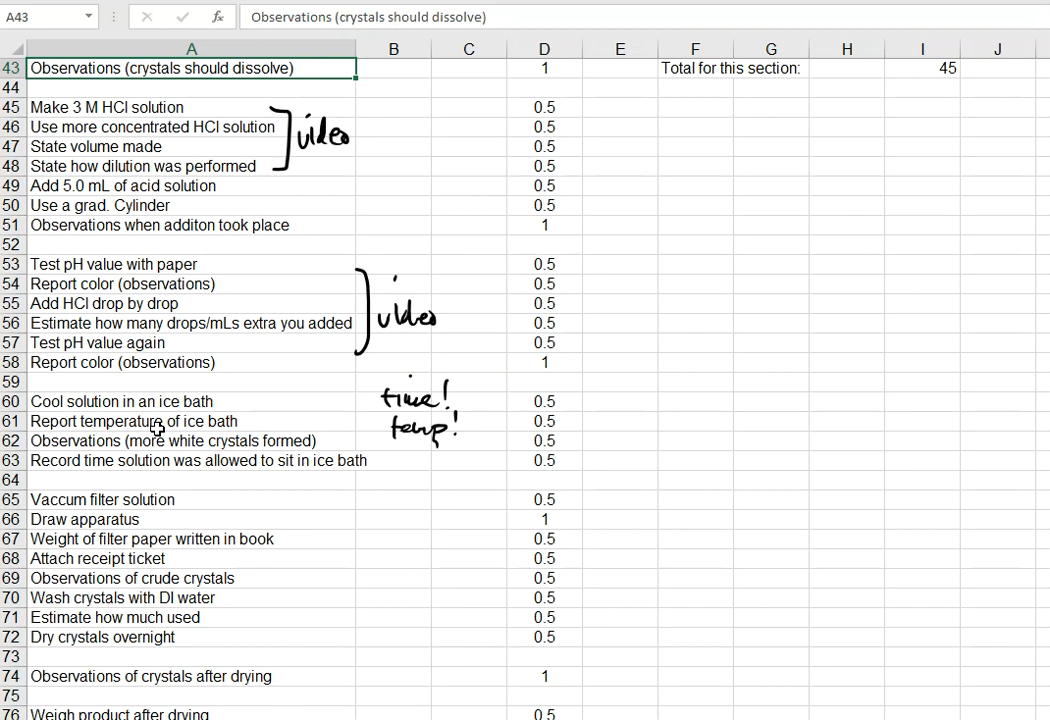 A43 fx Observations (crystals should dissolve)
A B C D E F G H I J
43 Observations (crystals should dissolve) 1 Total for this section: 45
44
45 Make 3 M HCl solution 0.5
46 Use more concentrated HCl solution 0.5
video
47 State volume made 0.5
48 State how dilution was performed 0.5
49 Add 5.0 mL of acid solution 0.5
50 Use a grad. Cylinder 0.5
51 Observations when additon took place 1
52
53 Test pH value with paper 0.5
54 Report color (observations) 0.5
55 Add HCl drop by drop 0.5
56 Estimate how many drops/mLs extra you added 0.5
video
57 Test pH value again 0.5
58 Report color (observations) 1
59
60 Cool solution in an ice bath time! 0.5
61 Report temperature of ice bath temp! 0.5
62 Observations (more white crystals formed) 0.5
63 Record time solution was allowed to sit in ice bath 0.5
64
65 Vaccum filter solution 0.5
66 Draw apparatus 1
67 Weight of filter paper written in book 0.5
68 Attach receipt ticket 0.5
69 Observations of crude crystals 0.5
70 Wash crystals with DI water 0.5
71 Estimate how much used 0.5
72 Dry crystals overnight 0.5
73
74 Observations of crystals after drying 1
75
76 Weigh product after drying 0.5